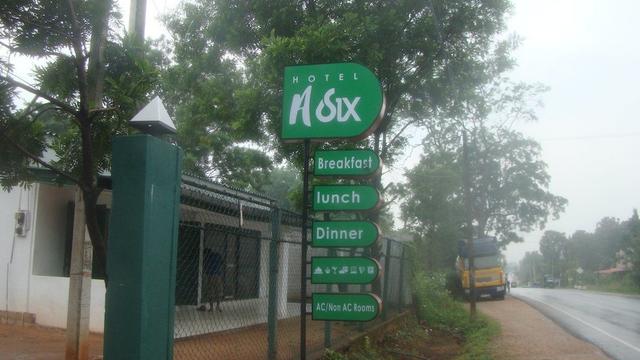 HOTEL
A SIX
Breakfast
lunch
Dinner
AC/Non AC Rooms